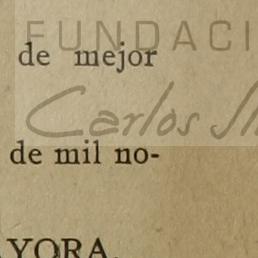 FUNDACI
de mejor
Carlos
de mil no-
YORA.